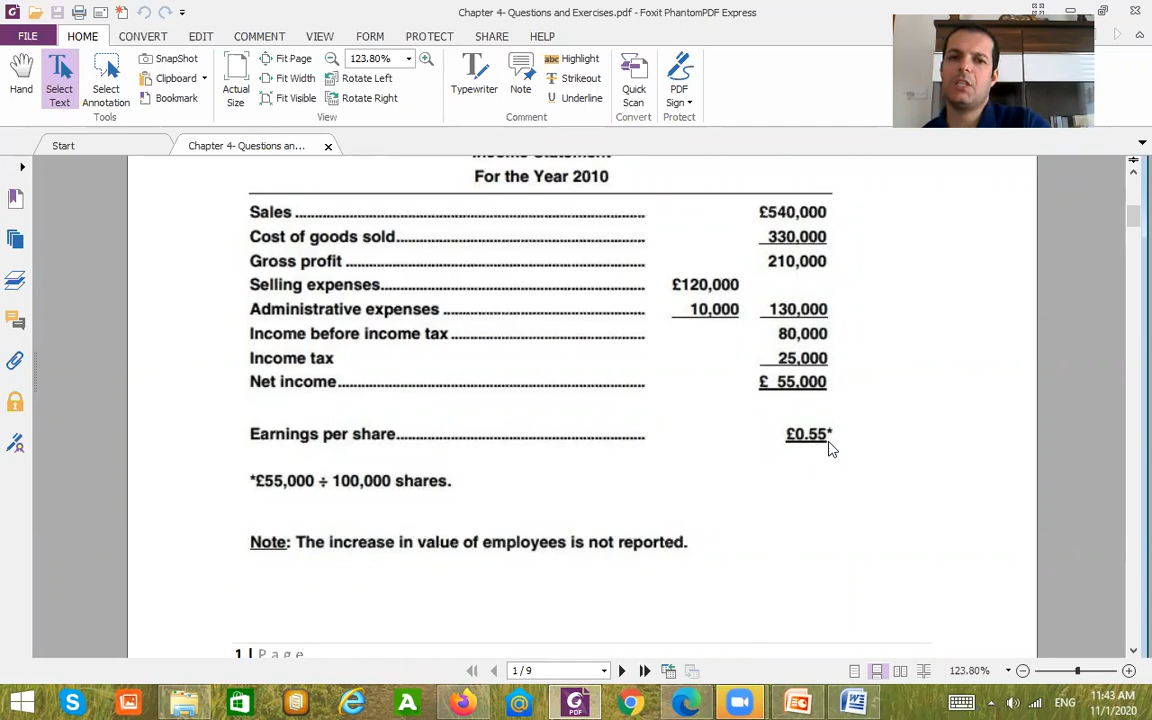 Chapter 4- Questions and Exercises.pdf - Foxit PhantomPDF Express
FILE HOME CONVERT EDIT COMMENT VIEW FORM PROTECT SHARE HELP
Hand
Select Text
Select Annotation
SnapShot
Clipboard
Bookmark
Tools
Actual Size
Fit Page
Fit Width
Fit Visible
123.80%
Rotate Left
Rotate Right
View
Typewriter
Note
Highlight
Strikeout
Underline
Comment
Quick Scan
Convert
PDF Sign
Protect
Start Chapter 4- Questions an...
Income Statement
For the Year 2010
Sales £540,000
Cost of goods sold 330,000
Gross profit 210,000
Selling expenses £120,000
Administrative expenses 10,000 130,000
Income before income tax 80,000
Income tax 25,000
Net income £ 55,000
Earnings per share £0.55*
*£55,000 ÷ 100,000 shares.
Note: The increase in value of employees is not reported.
1 | Page
1 / 9 123.80%
ENG 11:43 AM
11/1/2020